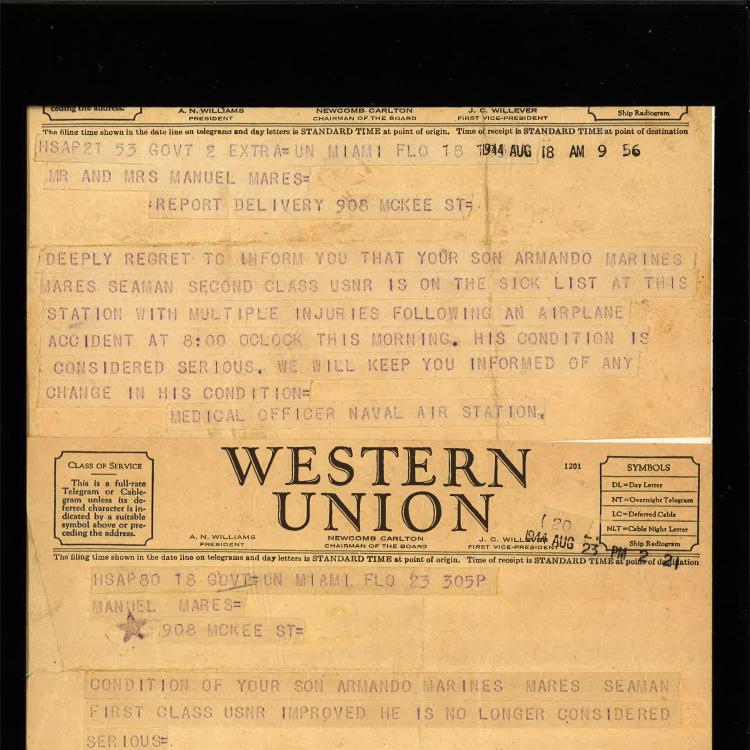 ceding the address.
A. N. WILLIAMS
PRESIDENT
NEWCOMB CARLTON
CHAIRMAN OF THE BOARD
J. C. WILLEVER
FIRST VICE-PRESIDENT
Ship Radiogram
The filing time shown in the date line on telegrams and day letters is STANDARD TIME at point of origin. Time of receipt is STANDARD TIME at point of destination
HSAP21 53 GOVT 2 EXTRA=UN MIAMI FLO 18 1944 AUG 18 AM 9 56
MR AND MRS MANUEL MARES=
:REPORT DELIVERY 908 MCKEE ST=
DEEPLY REGRET TO INFORM YOU THAT YOUR SON ARMANDO MARINES
MARES SEAMAN SECOND CLASS USNR IS ON THE SICK LIST AT THIS
STATION WITH MULTIPLE INJURIES FOLLOWING AN AIRPLANE
ACCIDENT AT 8:00 OCLOCK THIS MORNING. HIS CONDITION IS
CONSIDERED SERIOUS. WE WILL KEEP YOU INFORMED OF ANY
CHANGE IN HIS CONDITION=
MEDICAL OFFICER NAVAL AIR STATION.
CLASS OF SERVICE
This is a full-rate
Telegram or Cable-
gram unless its de-
ferred character is in-
dicated by a suitable
symbol above or pre-
ceding the address.
WESTERN
UNION
1201
SYMBOLS
DL=Day Letter
NT=Overnight Telegram
LC=Deferred Cable
NLT=Cable Night Letter
Ship Radiogram
A. N. WILLIAMS
PRESIDENT
NEWCOMB CARLTON
CHAIRMAN OF THE BOARD
J. C. WILLEVER
FIRST VICE-PRESIDENT
1944 AUG 23 PM 2 21
The filing time shown in the date line on telegrams and day letters is STANDARD TIME at point of origin. Time of receipt is STANDARD TIME at point of destination
HSAP80 18 GOVT=UN MIAMI FLO 23 305P
MANUEL MARES=
908 MCKEE ST=
CONDITION OF YOUR SON ARMANDO MARINES MARES SEAMAN
FIRST CLASS USNR IMPROVED HE IS NO LONGER CONSIDERED
SERIOUS=